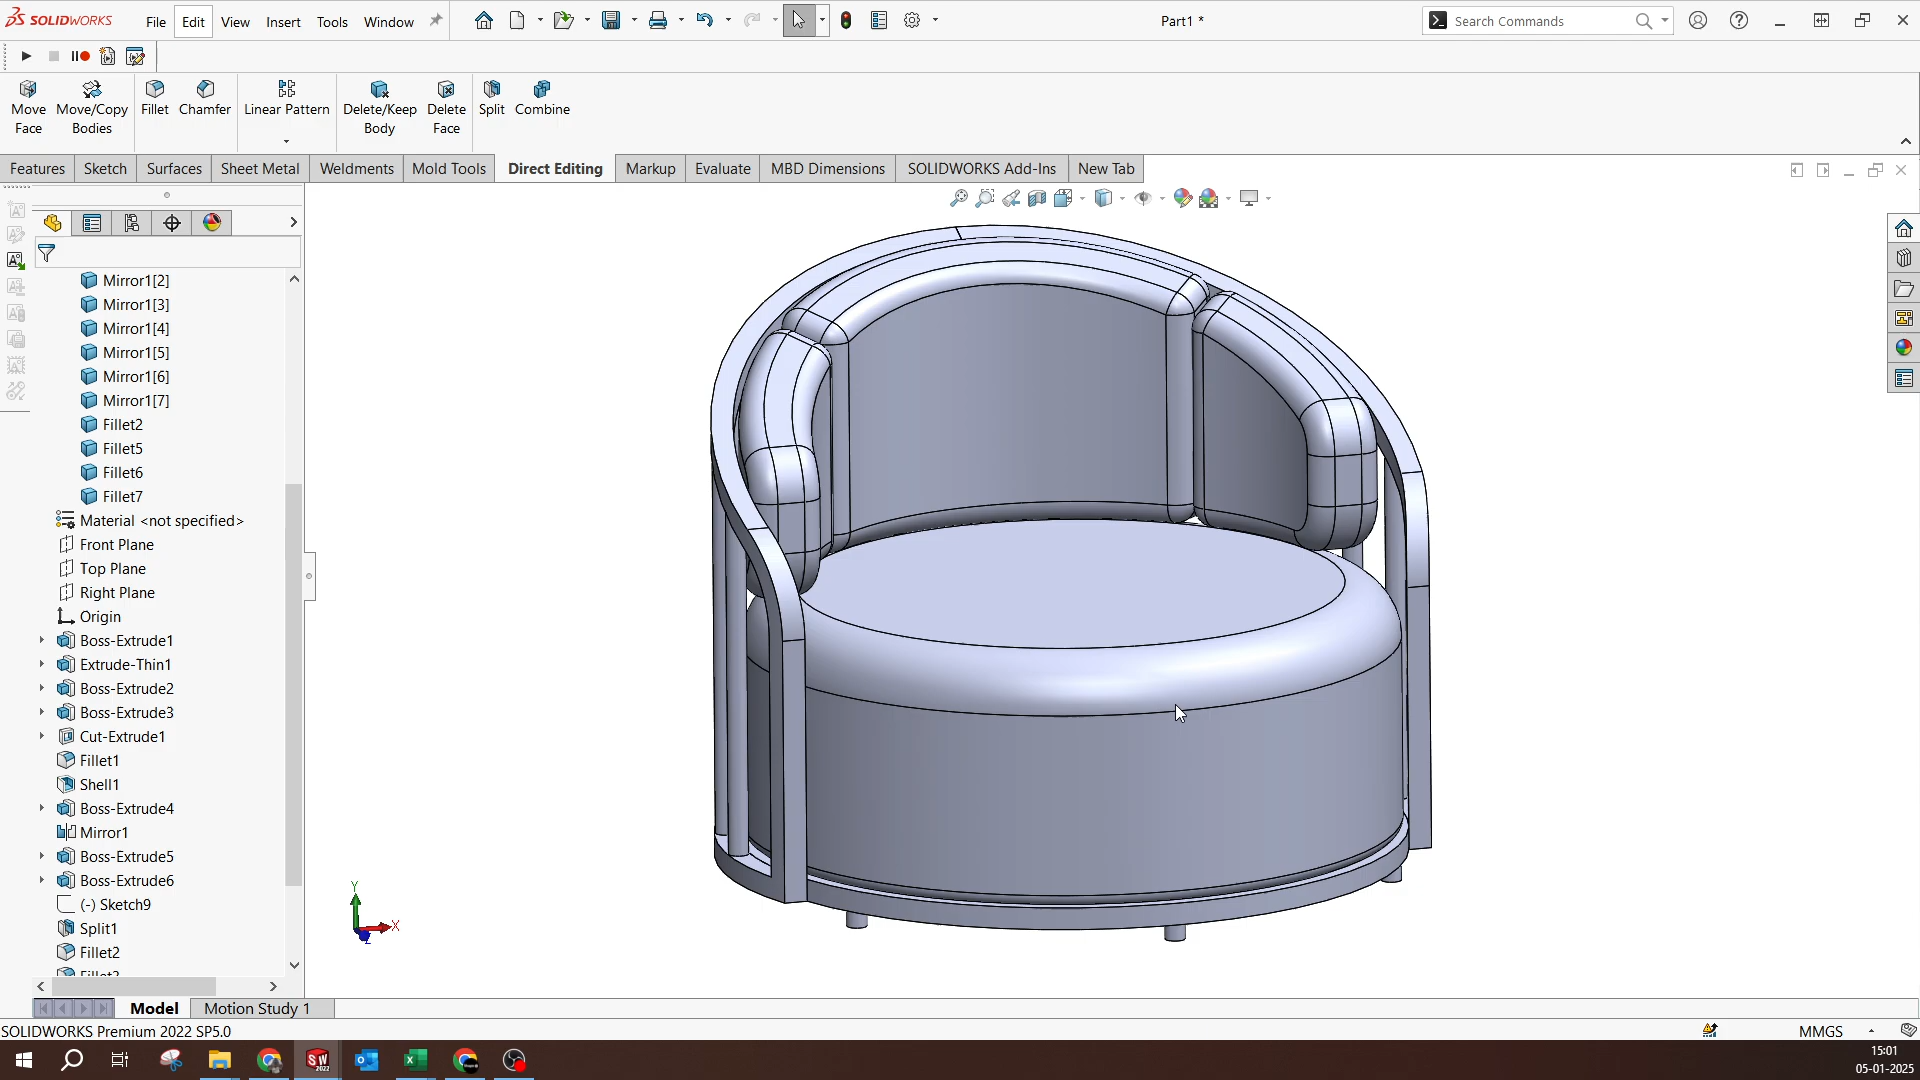 SOLIDWORKS File Edit View Insert Tools Window Part1 * Search Commands
Move Face Move/Copy Bodies Fillet Chamfer Linear Pattern Delete/Keep Body Delete Face Split Combine
Features Sketch Surfaces Sheet Metal Weldments Mold Tools Direct Editing Markup Evaluate MBD Dimensions SOLIDWORKS Add-Ins New Tab
Mirror1[2]
Mirror1[3]
Mirror1[4]
Mirror1[5]
Mirror1[6]
Mirror1[7]
Fillet2
Fillet5
Fillet6
Fillet7
Material <not specified>
Front Plane
Top Plane
Right Plane
Origin
Boss-Extrude1
Extrude-Thin1
Boss-Extrude2
Boss-Extrude3
Cut-Extrude1
Fillet1
Shell1
Boss-Extrude4
Mirror1
Boss-Extrude5
Boss-Extrude6
(-) Sketch9
Split1
Fillet2
Y
X
Z
Model Motion Study 1
SOLIDWORKS Premium 2022 SP5.0 MMGS
15:01
05-01-2025